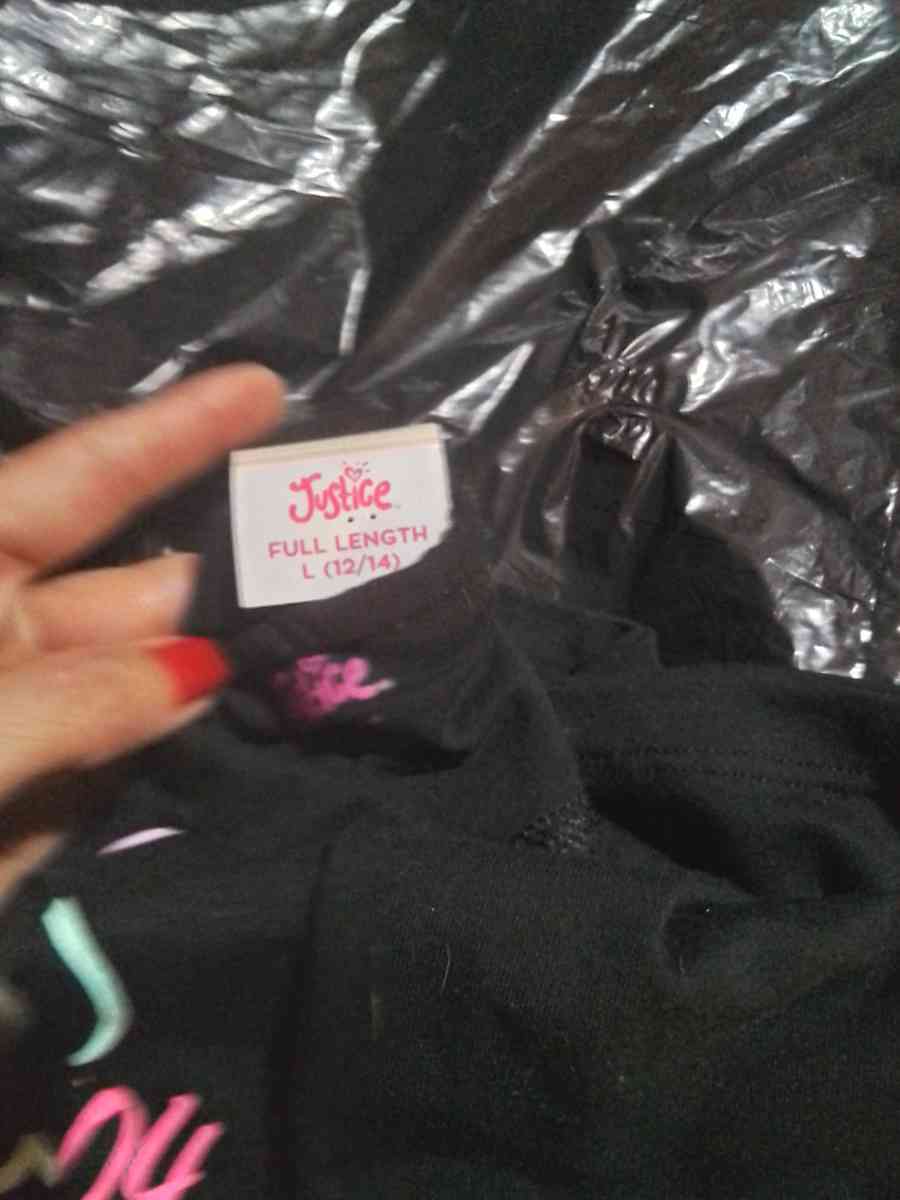 Justice
FULL LENGTH
L (12/14)